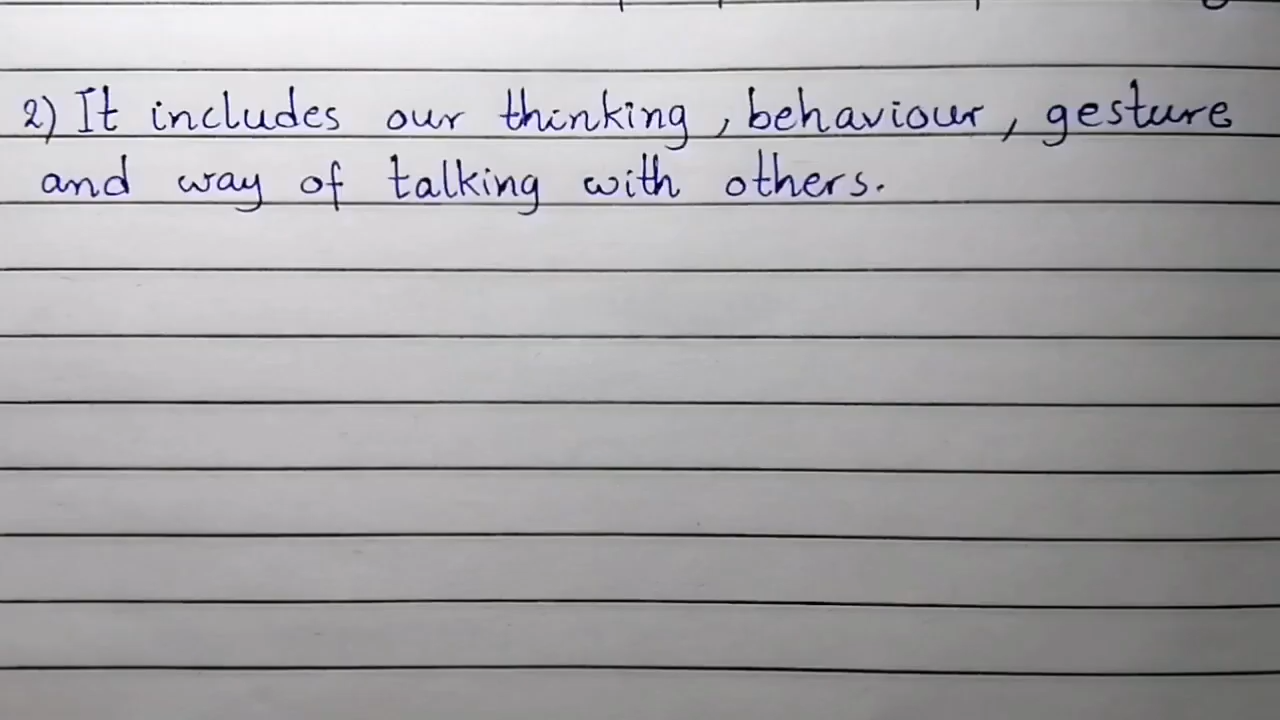 2) It includes our thinking, behaviour, gesture
and way of talking with others.